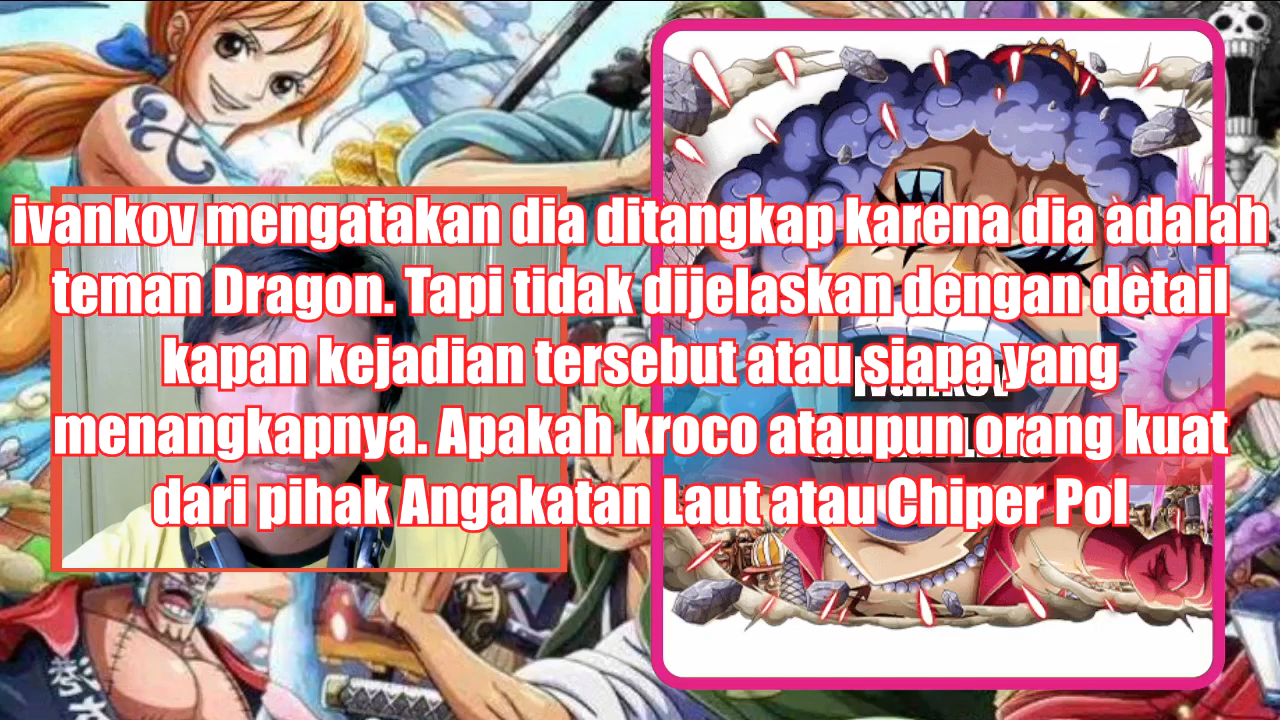 ivankov mengatakan dia ditangkap karena dia adalah
teman Dragon. Tapi tidak dijelaskan dengan detail
kapan kejadian tersebut atau siapa yang
menangkapnya. Apakah kroco ataupun orang kuat
dari pihak Angakatan Laut atau Chiper Pol
Ivankov